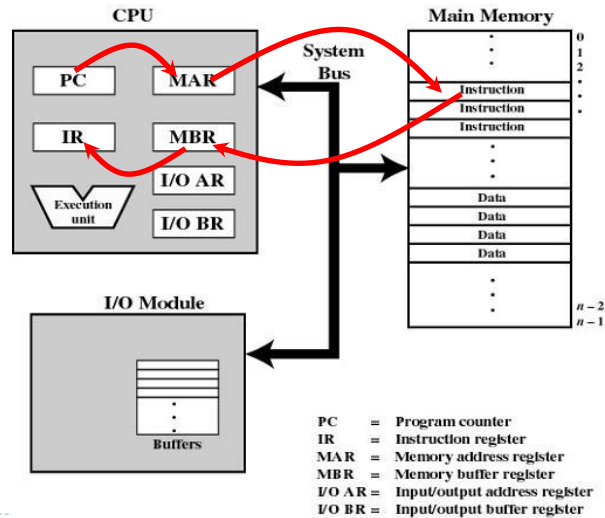 CPU
Main Memory
System
Bus
PC
MAR
IR
MBR
I/O AR
I/O BR
Execution
unit
0
1
2
Instruction
Instruction
Instruction
Data
Data
Data
Data
n – 2
n – 1
I/O Module
Buffers
PC = Program counter
IR = Instruction register
MAR = Memory address register
MBR = Memory buffer register
I/O AR = Input/output address register
I/O BR = Input/output buffer register